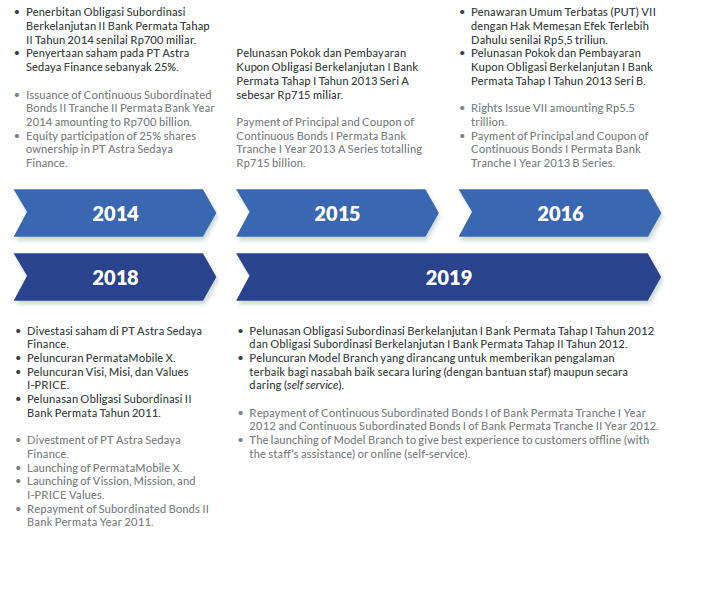 • Penerbitan Obligasi Subordinasi
Berkelanjutan II Bank Permata Tahap
II Tahun 2014 senilai Rp700 miliar.
• Penyertaan saham pada PT Astra
Sedaya Finance sebanyak 25%.
• Issuance of Continuous Subordinated
Bonds II Tranche II Permata Bank Year
2014 amounting to Rp700 billion.
• Equity participation of 25% shares
ownership in PT Astra Sedaya
Finance.
Pelunasan Pokok dan Pembayaran
Kupon Obligasi Berkelanjutan I Bank
Permata Tahap I Tahun 2013 Seri A
sebesar Rp715 miliar.
Payment of Principal and Coupon of
Continuous Bonds I Permata Bank
Tranche I Year 2013 A Series totalling
Rp715 billion.
• Penawaran Umum Terbatas (PUT) VII
dengan Hak Memesan Efek Terlebih
Dahulu senilai Rp5,5 triliun.
• Pelunasan Pokok dan Pembayaran
Kupon Obligasi Berkelanjutan I Bank
Permata Tahap I Tahun 2013 Seri B.
• Rights Issue VII amounting Rp5.5
trillion.
• Payment of Principal and Coupon of
Continuous Bonds I Permata Bank
Tranche I Year 2013 B Series.
2014
2015
2016
2018
2019
• Divestasi saham di PT Astra Sedaya
Finance.
• Peluncuran PermataMobile X.
• Peluncuran Visi, Misi, dan Values
I-PRICE.
• Pelunasan Obligasi Subordinasi II
Bank Permata Tahun 2011.
• Divestment of PT Astra Sedaya
Finance.
• Launching of PermataMobile X.
• Launching of Vission, Mission, and
I-PRICE Values.
• Repayment of Subordinated Bonds II
Bank Permata Year 2011.
• Pelunasan Obligasi Subordinasi Berkelanjutan I Bank Permata Tahap I Tahun 2012
dan Obligasi Subordinasi Berkelanjutan I Bank Permata Tahap II Tahun 2012.
• Peluncuran Model Branch yang dirancang untuk memberikan pengalaman
terbaik bagi nasabah baik secara luring (dengan bantuan staf) maupun secara
daring (self service).
• Repayment of Continuous Subordinated Bonds I of Bank Permata Tranche I Year
2012 and Continuous Subordinated Bonds I of Bank Permata Tranche II Year 2012.
• The launching of Model Branch to give best experience to customers offline (with
the staff's assistance) or online (self-service).